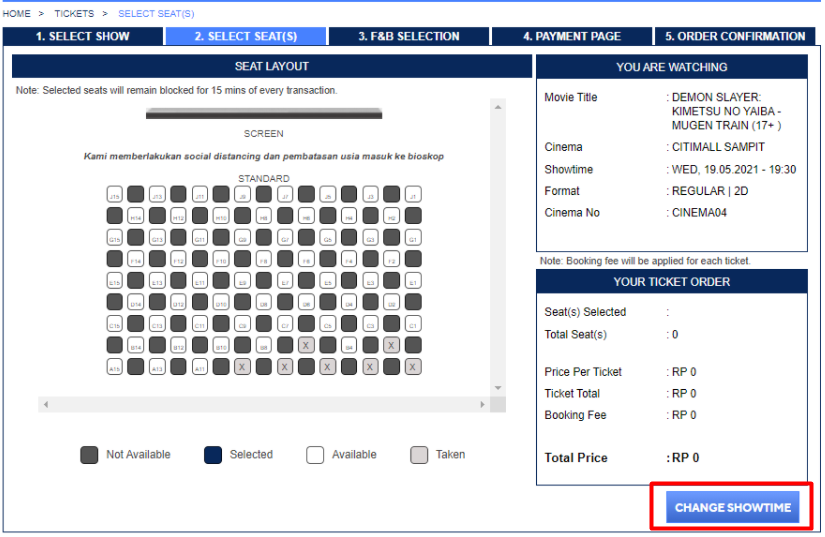 HOME > TICKETS > SELECT SEAT(S)
1. SELECT SHOW
2. SELECT SEAT(S)
3. F&B SELECTION
4. PAYMENT PAGE
5. ORDER CONFIRMATION
SEAT LAYOUT
Note: Selected seats will remain blocked for 15 mins of every transaction.
SCREEN
Kami memberlakukan social distancing dan pembatasan usia masuk ke bioskop
STANDARD
J15 J13 J11 J9 J7 J5 J3 J1
H14 H12 H10 H8 H6 H4 H2
G15 G13 G11 G9 G7 G5 G3 G1
F14 F12 F10 F8 F6 F4 F2
E15 E13 E11 E9 E7 E5 E3 E1
D14 D12 D10 D8 D6 D4 D2
C15 C13 C11 C9 C7 C5 C3 C1
B14 B12 B10 B8 X B4 X
A15 A13 A11 X X X X X
Not Available
Selected
Available
Taken
YOU ARE WATCHING
Movie Title : DEMON SLAYER:
KIMETSU NO YAIBA -
MUGEN TRAIN (17+ )
Cinema : CITIMALL SAMPIT
Showtime : WED, 19.05.2021 - 19:30
Format : REGULAR | 2D
Cinema No : CINEMA04
Note: Booking fee will be applied for each ticket.
YOUR TICKET ORDER
Seat(s) Selected :
Total Seat(s) : 0
Price Per Ticket : RP 0
Ticket Total : RP 0
Booking Fee : RP 0
Total Price : RP 0
CHANGE SHOWTIME